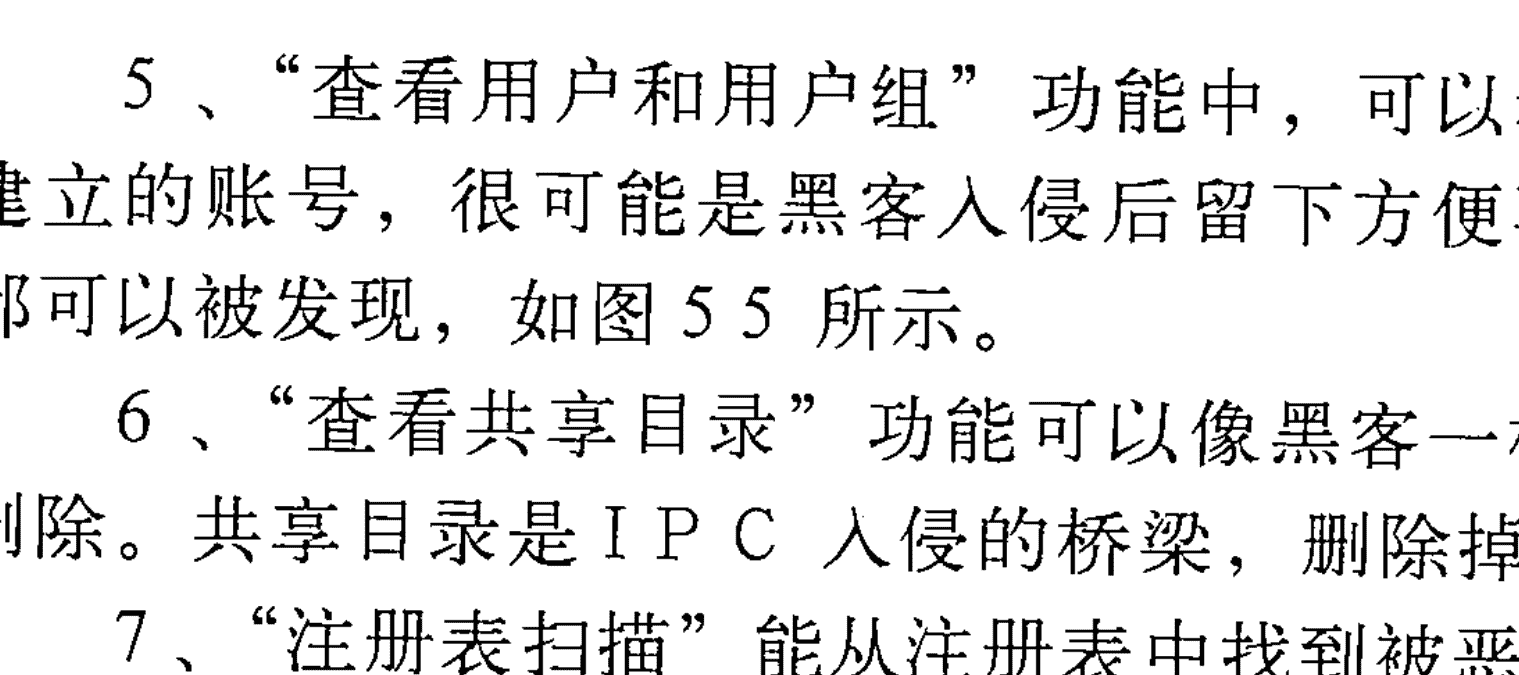 5、“查看用户和用户组”功能中，可以
建立的账号，很可能是黑客入侵后留下方便
都可以被发现，如图55 所示。
6、“查看共享目录”功能可以像黑客一
删除。共享目录是IPC 入侵的桥梁，删除掉
7、“注册表扫描”能从注册表中找到被恶